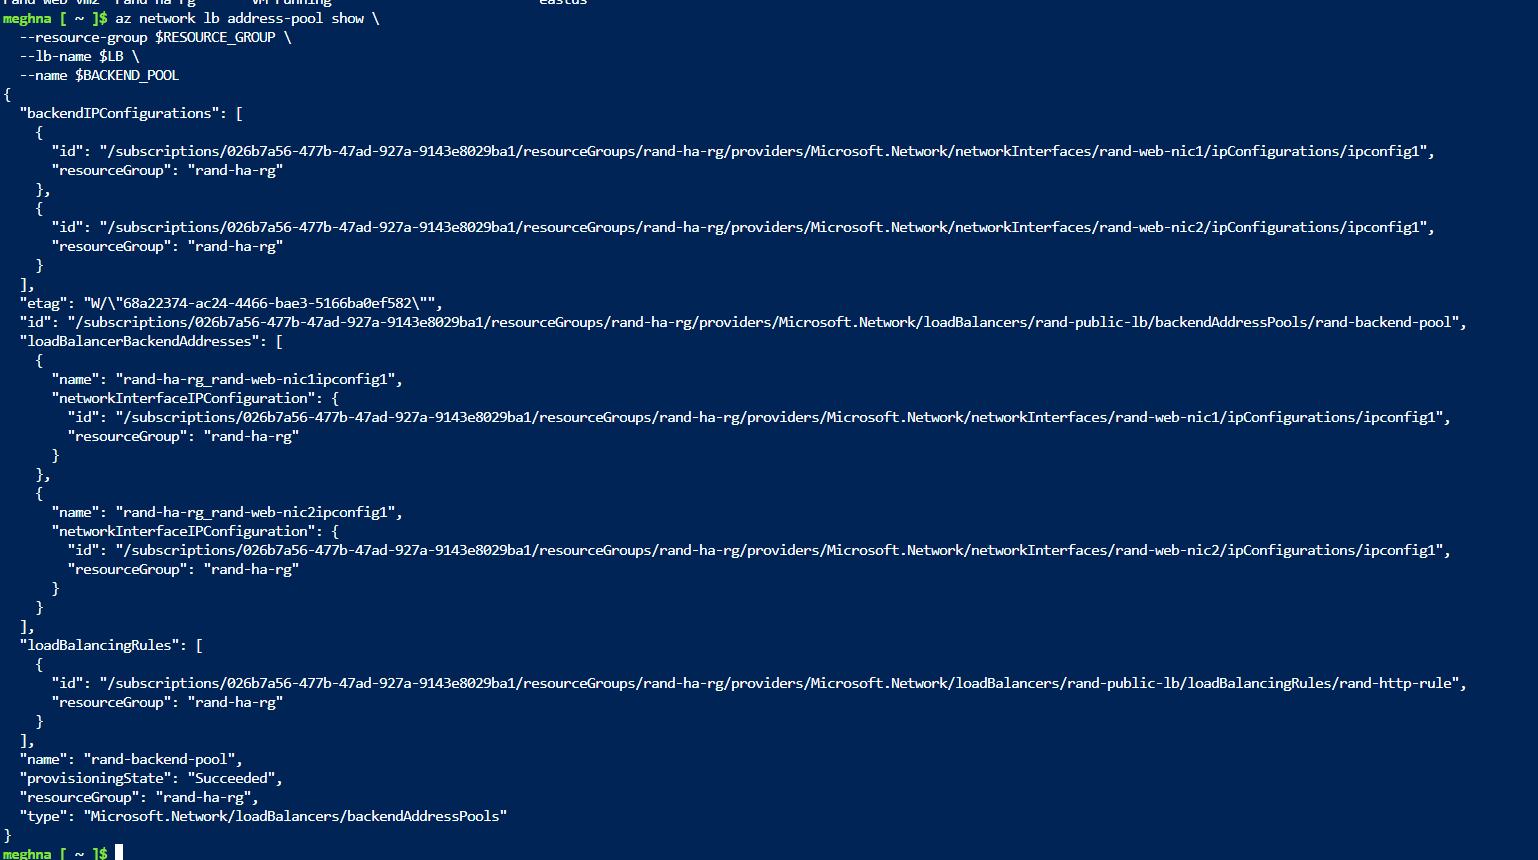 rand-web-vm2 rand-ha-rg VM running eastus
meghna [ ~ ]$ az network lb address-pool show \
--resource-group $RESOURCE_GROUP \
--lb-name $LB \
--name $BACKEND_POOL
{
"backendIPConfigurations": [
{
"id": "/subscriptions/026b7a56-477b-47ad-927a-9143e8029ba1/resourceGroups/rand-ha-rg/providers/Microsoft.Network/networkInterfaces/rand-web-nic1/ipConfigurations/ipconfig1",
"resourceGroup": "rand-ha-rg"
},
{
"id": "/subscriptions/026b7a56-477b-47ad-927a-9143e8029ba1/resourceGroups/rand-ha-rg/providers/Microsoft.Network/networkInterfaces/rand-web-nic2/ipConfigurations/ipconfig1",
"resourceGroup": "rand-ha-rg"
}
],
"etag": "W/\"68a22374-ac24-4466-bae3-5166ba0ef582\"",
"id": "/subscriptions/026b7a56-477b-47ad-927a-9143e8029ba1/resourceGroups/rand-ha-rg/providers/Microsoft.Network/loadBalancers/rand-public-lb/backendAddressPools/rand-backend-pool",
"loadBalancerBackendAddresses": [
{
"name": "rand-ha-rg_rand-web-nic1ipconfig1",
"networkInterfaceIPConfiguration": {
"id": "/subscriptions/026b7a56-477b-47ad-927a-9143e8029ba1/resourceGroups/rand-ha-rg/providers/Microsoft.Network/networkInterfaces/rand-web-nic1/ipConfigurations/ipconfig1",
"resourceGroup": "rand-ha-rg"
}
},
{
"name": "rand-ha-rg_rand-web-nic2ipconfig1",
"networkInterfaceIPConfiguration": {
"id": "/subscriptions/026b7a56-477b-47ad-927a-9143e8029ba1/resourceGroups/rand-ha-rg/providers/Microsoft.Network/networkInterfaces/rand-web-nic2/ipConfigurations/ipconfig1",
"resourceGroup": "rand-ha-rg"
}
}
],
"loadBalancingRules": [
{
"id": "/subscriptions/026b7a56-477b-47ad-927a-9143e8029ba1/resourceGroups/rand-ha-rg/providers/Microsoft.Network/loadBalancers/rand-public-lb/loadBalancingRules/rand-http-rule",
"resourceGroup": "rand-ha-rg"
}
],
"name": "rand-backend-pool",
"provisioningState": "Succeeded",
"resourceGroup": "rand-ha-rg",
"type": "Microsoft.Network/loadBalancers/backendAddressPools"
}
meghna [ ~ ]$